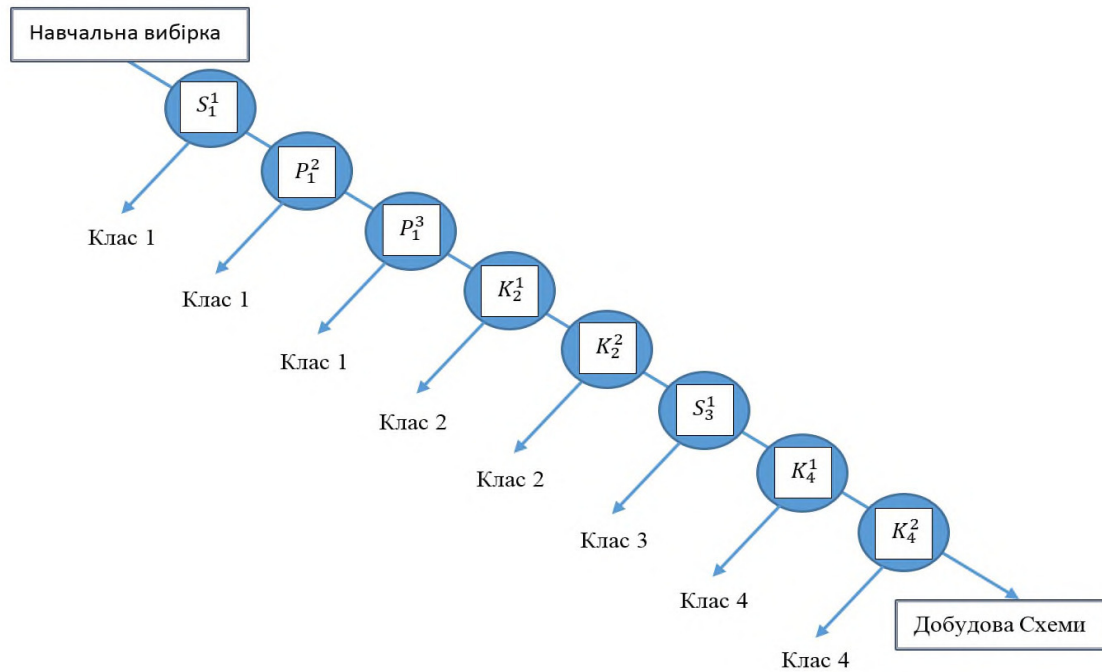 Навчальна вибірка
$S_1^1$
$P_1^2$
Клас 1
$P_1^3$
Клас 1
$K_2^1$
Клас 1
$K_2^2$
Клас 2
$S_3^1$
Клас 2
$K_4^1$
Клас 3
$K_4^2$
Клас 4
Добудова Схеми
Клас 4